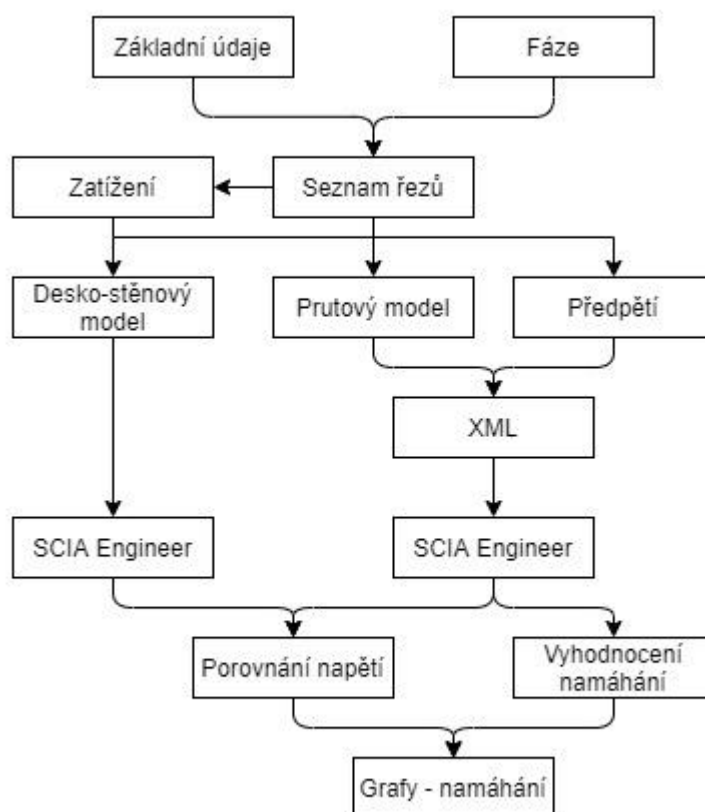 Základní údaje
Fáze
Zatížení
Seznam řezů
Desko-stěnový
model
Prutový model
Předpětí
XML
SCIA Engineer
SCIA Engineer
Porovnání napětí
Vyhodnocení
namáhání
Grafy - namáhání